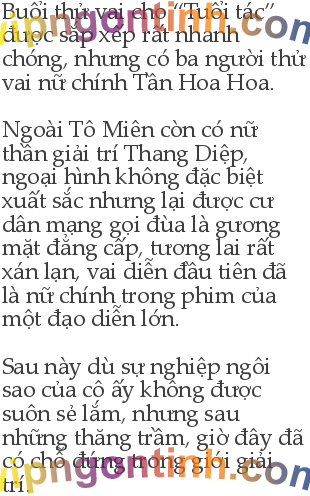 Buổi thử vai cho “Tuổi tác”
được sắp xếp rất nhanh
chóng, nhưng có ba người thử
vai nữ chính Tần Hoa Hoa.
Ngoài Tô Miên còn có nữ
thần giải trí Thang Diệp,
ngoại hình không đặc biệt
xuất sắc nhưng lại được cư
dân mạng gọi đùa là gương
mặt đẳng cấp, tương lai rất
xán lạn, vai diễn đầu tiên đã
là nữ chính trong phim của
một đạo diễn lớn.
Sau này dù sự nghiệp ngôi
sao của cô ấy không được
suôn sẻ lắm, nhưng sau
những thăng trầm, giờ đây đã
có chỗ đứng trong giới giải
trí.
vipngontinh.com
vipngontinh.com